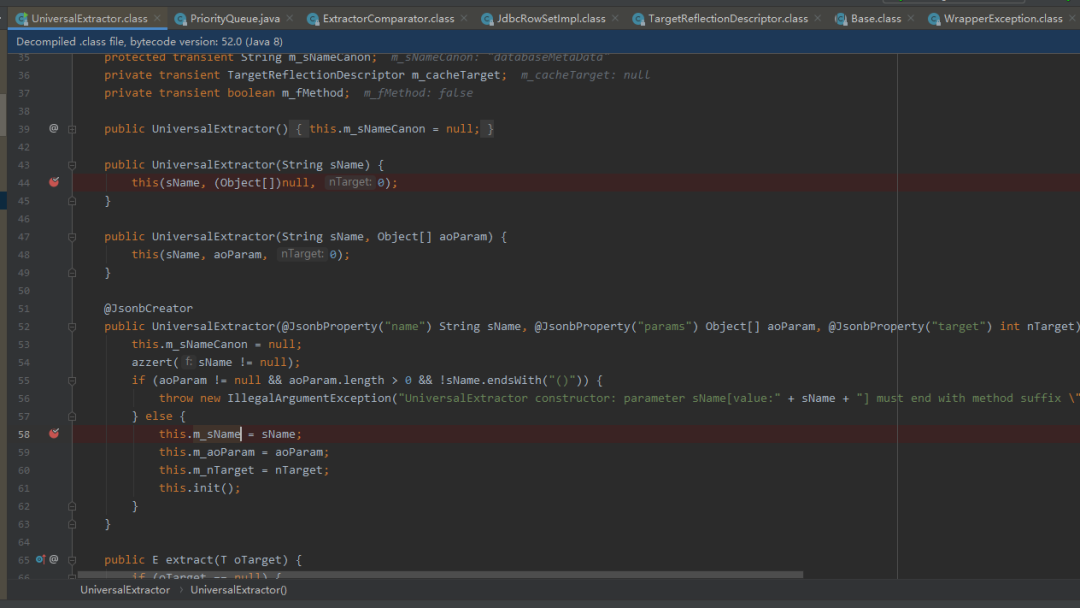 UniversalExtractor.class × PriorityQueue.java × ExtractorComparator.class × JdbcRowSetImpl.class × TargetReflectionDescriptor.class × Base.class × WrapperException.class ×
Decompiled .class file, bytecode version: 52.0 (Java 8)
35 protected transient String m_sNameCanon; m_sNameCanon: "databaseMetaData"
36 private transient TargetReflectionDescriptor m_cacheTarget; m_cacheTarget: null
37 private transient boolean m_fMethod; m_fMethod: false
38
39 @ public UniversalExtractor() { this.m_sNameCanon = null; }
42
43 public UniversalExtractor(String sName) {
44 this(sName, (Object[])null, nTarget: 0);
45 }
46
47 public UniversalExtractor(String sName, Object[] aoParam) {
48 this(sName, aoParam, nTarget: 0);
49 }
50
51 @JsonbCreator
52 public UniversalExtractor(@JsonbProperty("name") String sName, @JsonbProperty("params") Object[] aoParam, @JsonbProperty("target") int nTarget)
53 this.m_sNameCanon = null;
54 azzert( f: sName != null);
55 if (aoParam != null && aoParam.length > 0 && !sName.endsWith("()")) {
56 throw new IllegalArgumentException("UniversalExtractor constructor: parameter sName[value:" + sName + "] must end with method suffix \"
57 } else {
58 this.m_sName = sName;
59 this.m_aoParam = aoParam;
60 this.m_nTarget = nTarget;
61 this.init();
62 }
63 }
64
65 @ public E extract(T oTarget) {
66 if (oTarget == null) {
UniversalExtractor › UniversalExtractor()